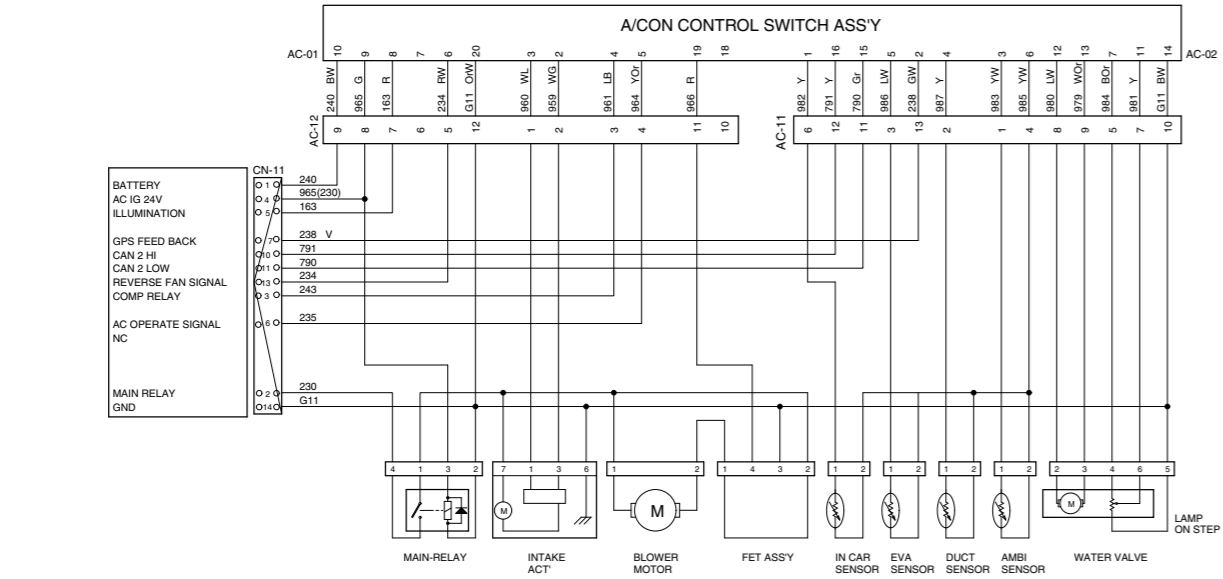 A/CON CONTROL SWITCH ASS'Y
AC-01 10 9 8 7 6 20 3 2 4 5 19 18 1 16 15 5 2 4 3 6 12 13 7 11 14 AC-02
BW G R RW OrW WL WG LB YOr R Y Y Gr LW GW Y YW YW LW WOr BOr Y BW
240 965 163 234 G11 960 959 961 964 966 982 791 790 986 238 987 983 985 980 979 984 981 G11
AC-12 9 8 7 6 5 12 1 2 3 4 11 10
AC-11 6 12 11 3 13 2 1 4 8 9 5 7 10
CN-11
BATTERY 1 240
AC IG 24V 4 965(230)
ILLUMINATION 5 163
GPS FEED BACK 7 238 V
CAN 2 HI 10 791
CAN 2 LOW 11 790
REVERSE FAN SIGNAL 13 234
COMP RELAY 3 243
AC OPERATE SIGNAL 6 235
NC
MAIN RELAY 2 230
GND 14 G11
4 1 3 2 7 1 3 6 1 2 1 4 3 2 1 2 1 2 1 2 1 2 2 3 4 6 5
M M M
LAMP
ON STEP
MAIN-RELAY
INTAKE
ACT'
BLOWER
MOTOR
FET ASS'Y
IN CAR
SENSOR
EVA
SENSOR
DUCT
SENSOR
AMBI
SENSOR
WATER VALVE